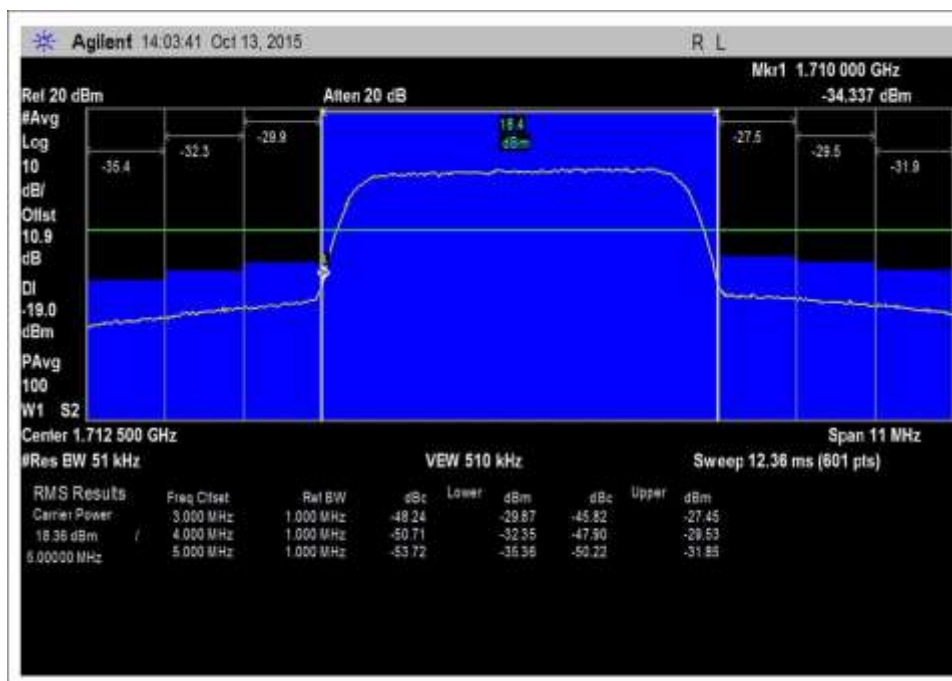 Agilent 14:03:41 Oct 13, 2015 R L
Mkr1 1.710 000 GHz
Ref 20 dBm Atten 20 dB -34.337 dBm
#Avg
Log
10
dB/
Offst
10.9
dB
DI
-19.0
dBm
PAvg
100
W1 S2
-35.4 -32.3 -29.9 18.4 dBm -27.5 -29.5 -31.9
Center 1.712 500 GHz Span 11 MHz
#Res BW 51 kHz VBW 510 kHz Sweep 12.36 ms (601 pts)
RMS Results Freq Offset Ref BW dBc Lower dBm dBc Upper dBm
Carrier Power 3.000 MHz 1.000 MHz -48.24 -29.87 -45.82 -27.45
18.36 dBm / 4.000 MHz 1.000 MHz -50.71 -32.35 -47.90 -29.53
5.00000 MHz 5.000 MHz 1.000 MHz -53.72 -35.36 -50.22 -31.85